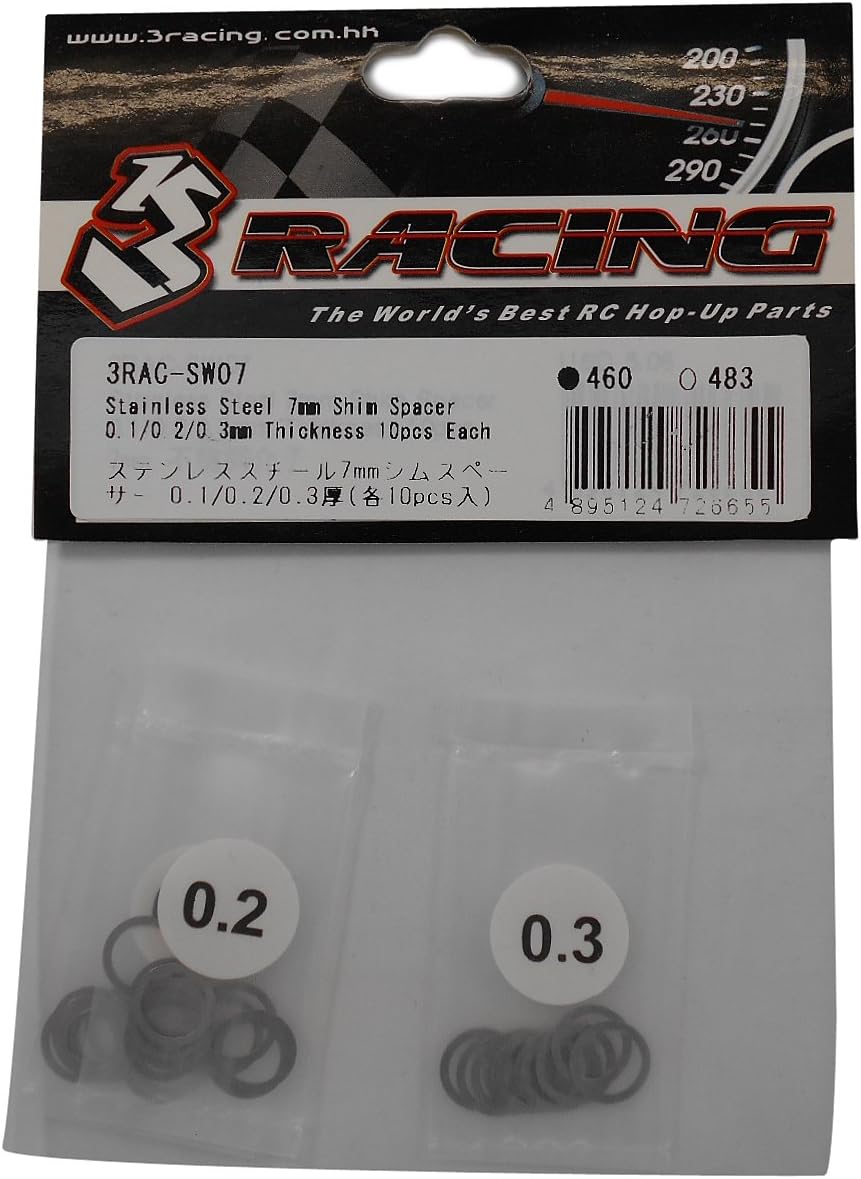 www.3racing.com.hk
200
230
260
290
3RACING
The World's Best RC Hop-Up Parts
3RAC-SW07
●460 ○483
Stainless Steel 7mm Shim Spacer
0.1/0.2/0.3mm Thickness 10pcs Each
ステンレススチール7mmシムスペー
サー 0.1/0.2/0.3厚(各10pcs入)
4 895124 726655
0.2
0.3